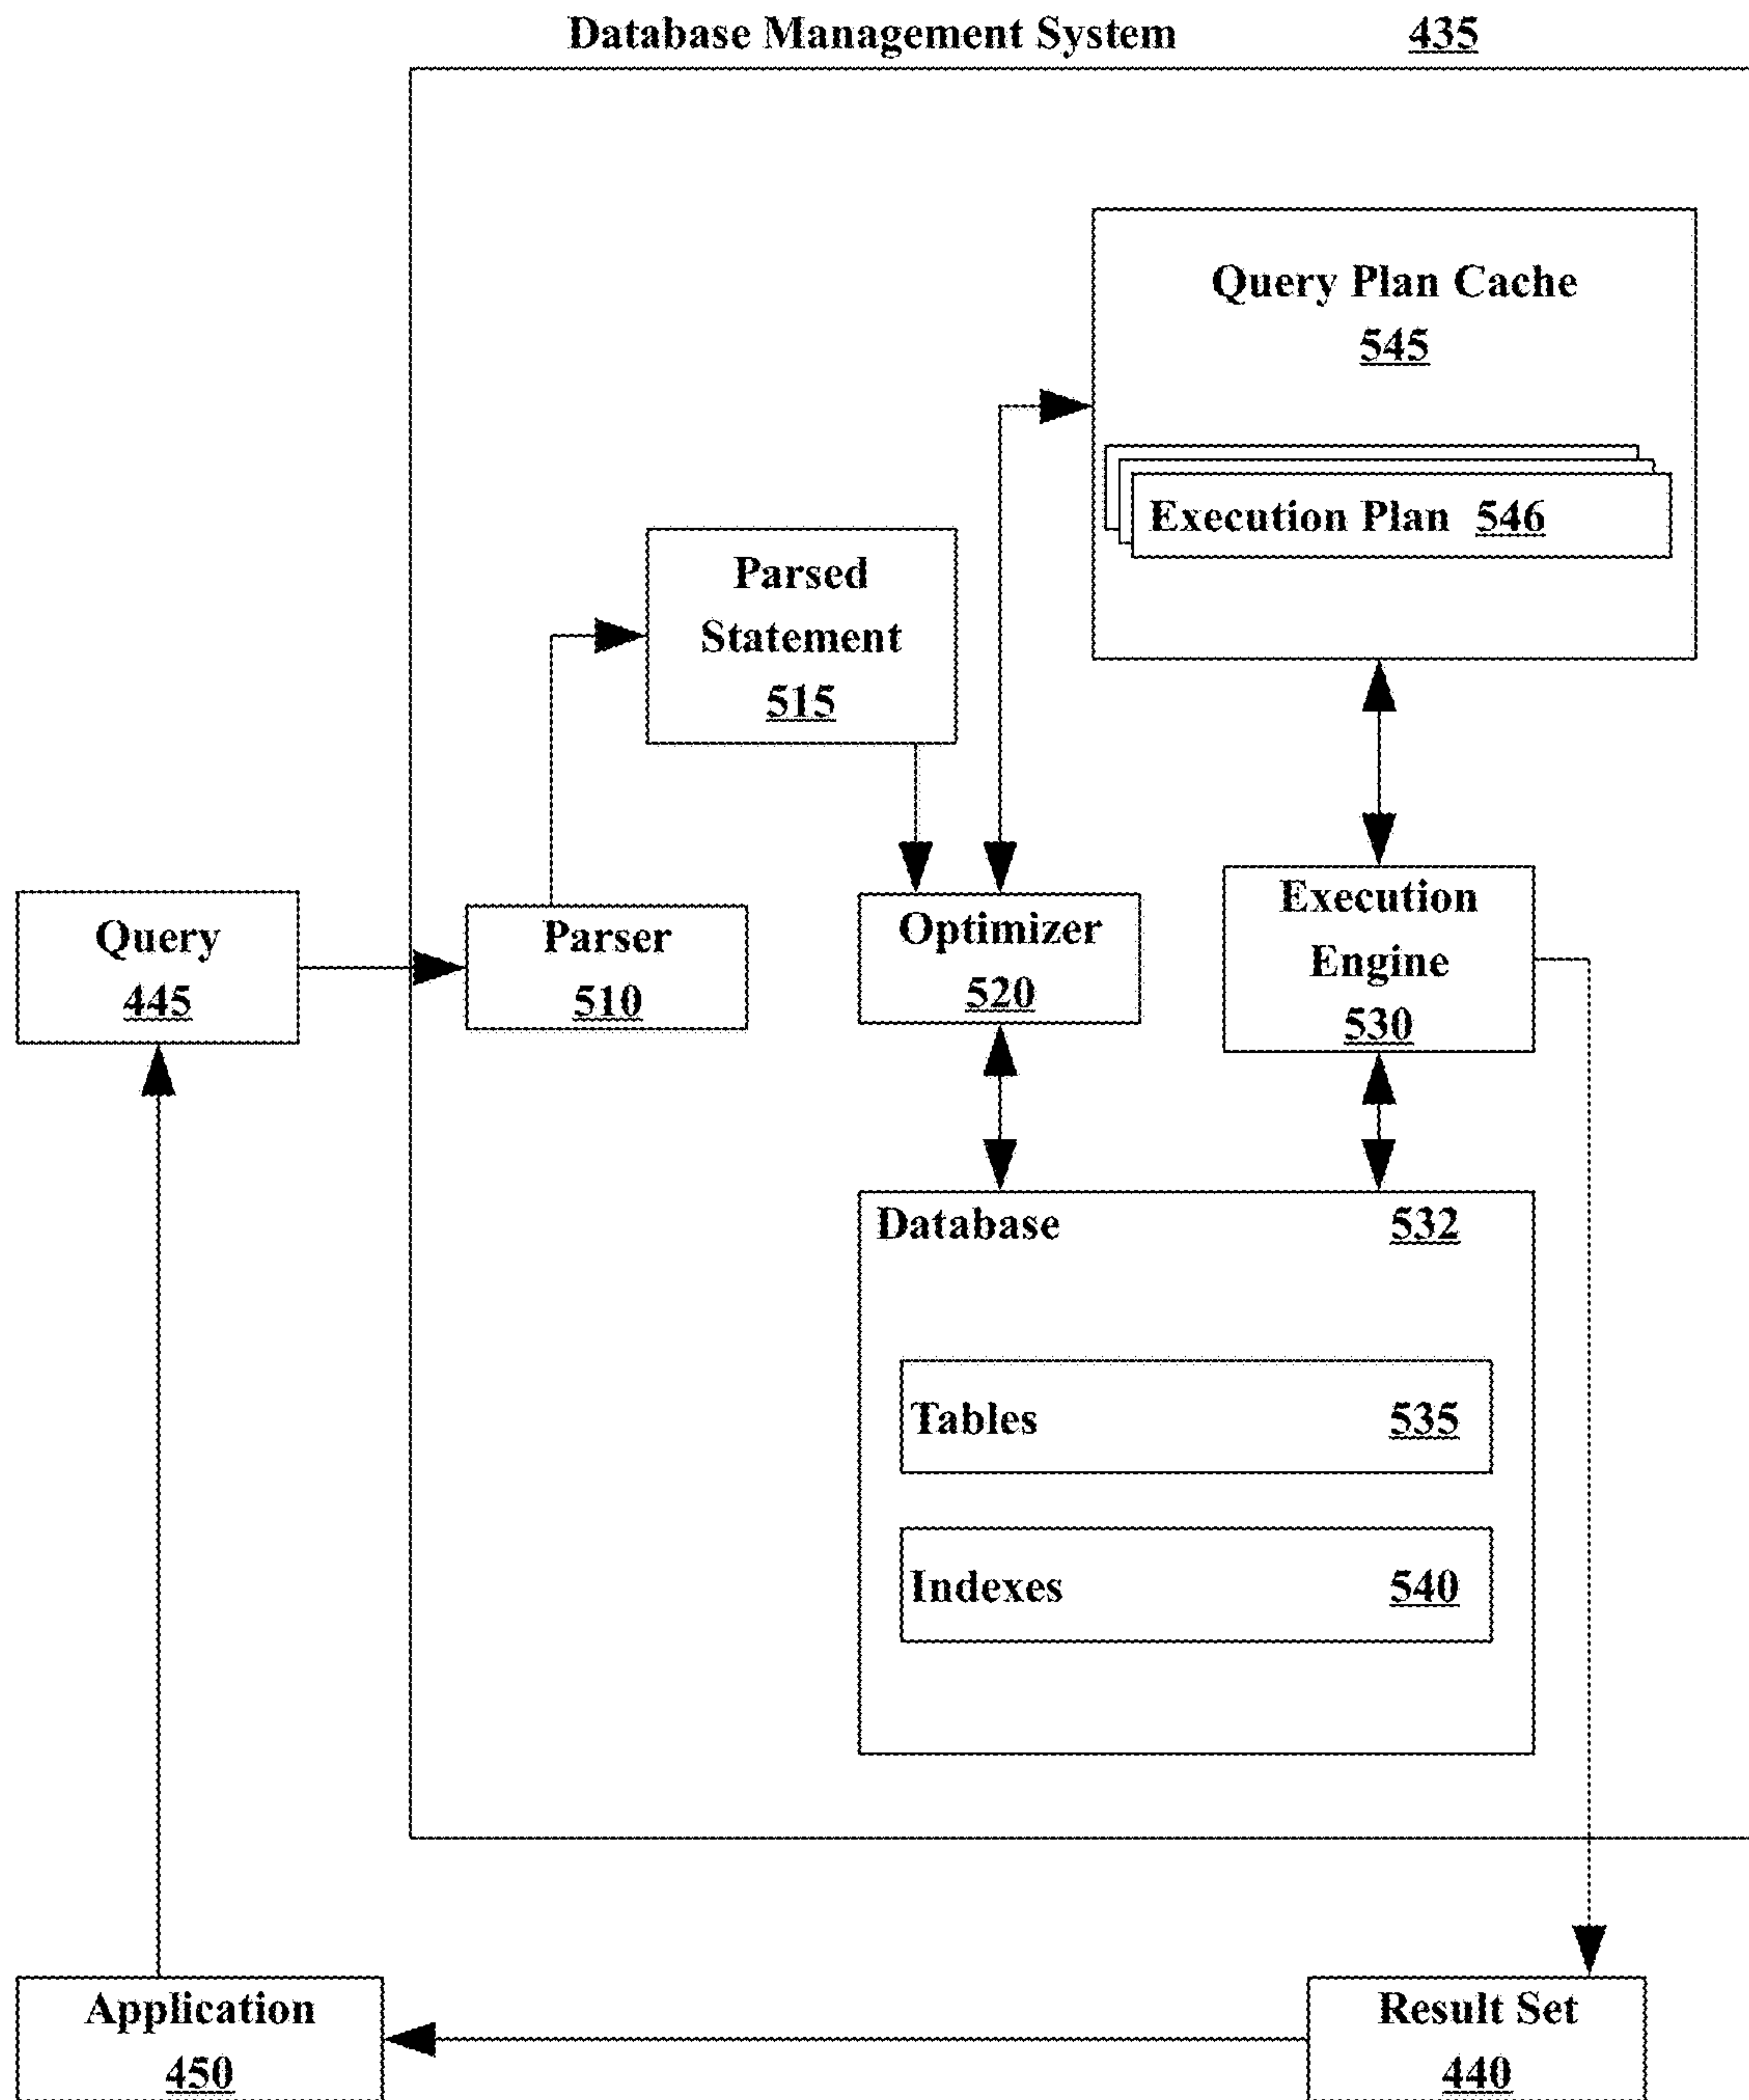 Database Management System 435
Query Plan Cache
545
Execution Plan 546
Parsed
Statement
515
Query
445
Parser
510
Optimizer
520
Execution
Engine
530
Database 532
Tables 535
Indexes 540
Application
450
Result Set
440